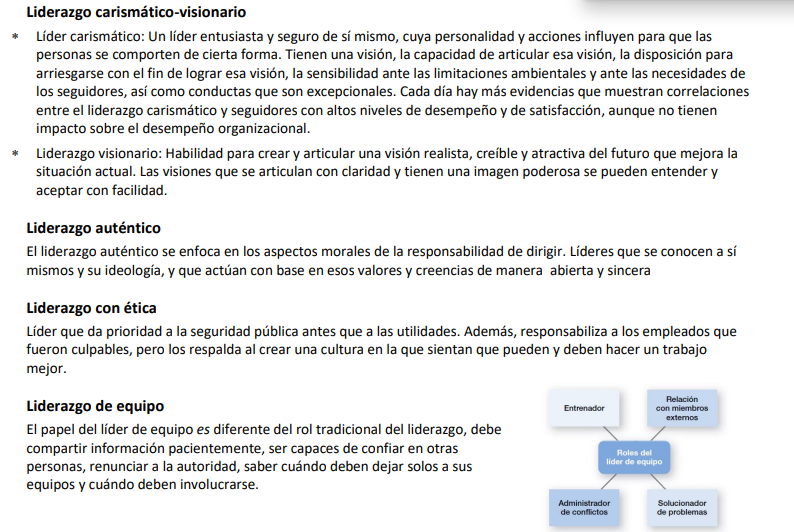 Liderazgo carismático-visionario
* Líder carismático: Un líder entusiasta y seguro de sí mismo, cuya personalidad y acciones influyen para que las
personas se comporten de cierta forma. Tienen una visión, la capacidad de articular esa visión, la disposición para
arriesgarse con el fin de lograr esa visión, la sensibilidad ante las limitaciones ambientales y ante las necesidades de
los seguidores, así como conductas que son excepcionales. Cada día hay más evidencias que muestran correlaciones
entre el liderazgo carismático y seguidores con altos niveles de desempeño y de satisfacción, aunque no tienen
impacto sobre el desempeño organizacional.
* Liderazgo visionario: Habilidad para crear y articular una visión realista, creíble y atractiva del futuro que mejora la
situación actual. Las visiones que se articulan con claridad y tienen una imagen poderosa se pueden entender y
aceptar con facilidad.
Liderazgo auténtico
El liderazgo auténtico se enfoca en los aspectos morales de la responsabilidad de dirigir. Líderes que se conocen a sí
mismos y su ideología, y que actúan con base en esos valores y creencias de manera abierta y sincera
Liderazgo con ética
Líder que da prioridad a la seguridad pública antes que a las utilidades. Además, responsabiliza a los empleados que
fueron culpables, pero los respalda al crear una cultura en la que sientan que pueden y deben hacer un trabajo
mejor.
Liderazgo de equipo
El papel del líder de equipo es diferente del rol tradicional del liderazgo, debe
compartir información pacientemente, ser capaces de confiar en otras
personas, renunciar a la autoridad, saber cuándo deben dejar solos a sus
equipos y cuándo deben involucrarse.
Entrenador
Relación
con miembros
externos
Roles del
líder de equipo
Administrador
de conflictos
Solucionador
de problemas